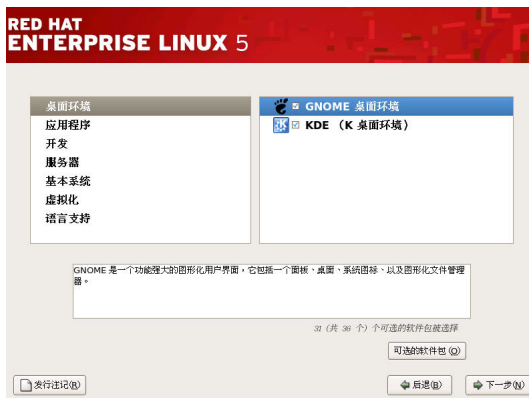 RED HAT
ENTERPRISE LINUX 5
桌面环境
应用程序
开发
服务器
基本系统
虚拟化
语言支持
GNOME 桌面环境
KDE （K 桌面环境）
GNOME 是一个功能强大的图形化用户界面，它包括一个面板、桌面、系统图标、以及图形化文件管理
器。
31 (共 36 个) 个可选的软件包被选择
可选的软件包 (O)
发行注记(R)
后退(B)
下一步(N)